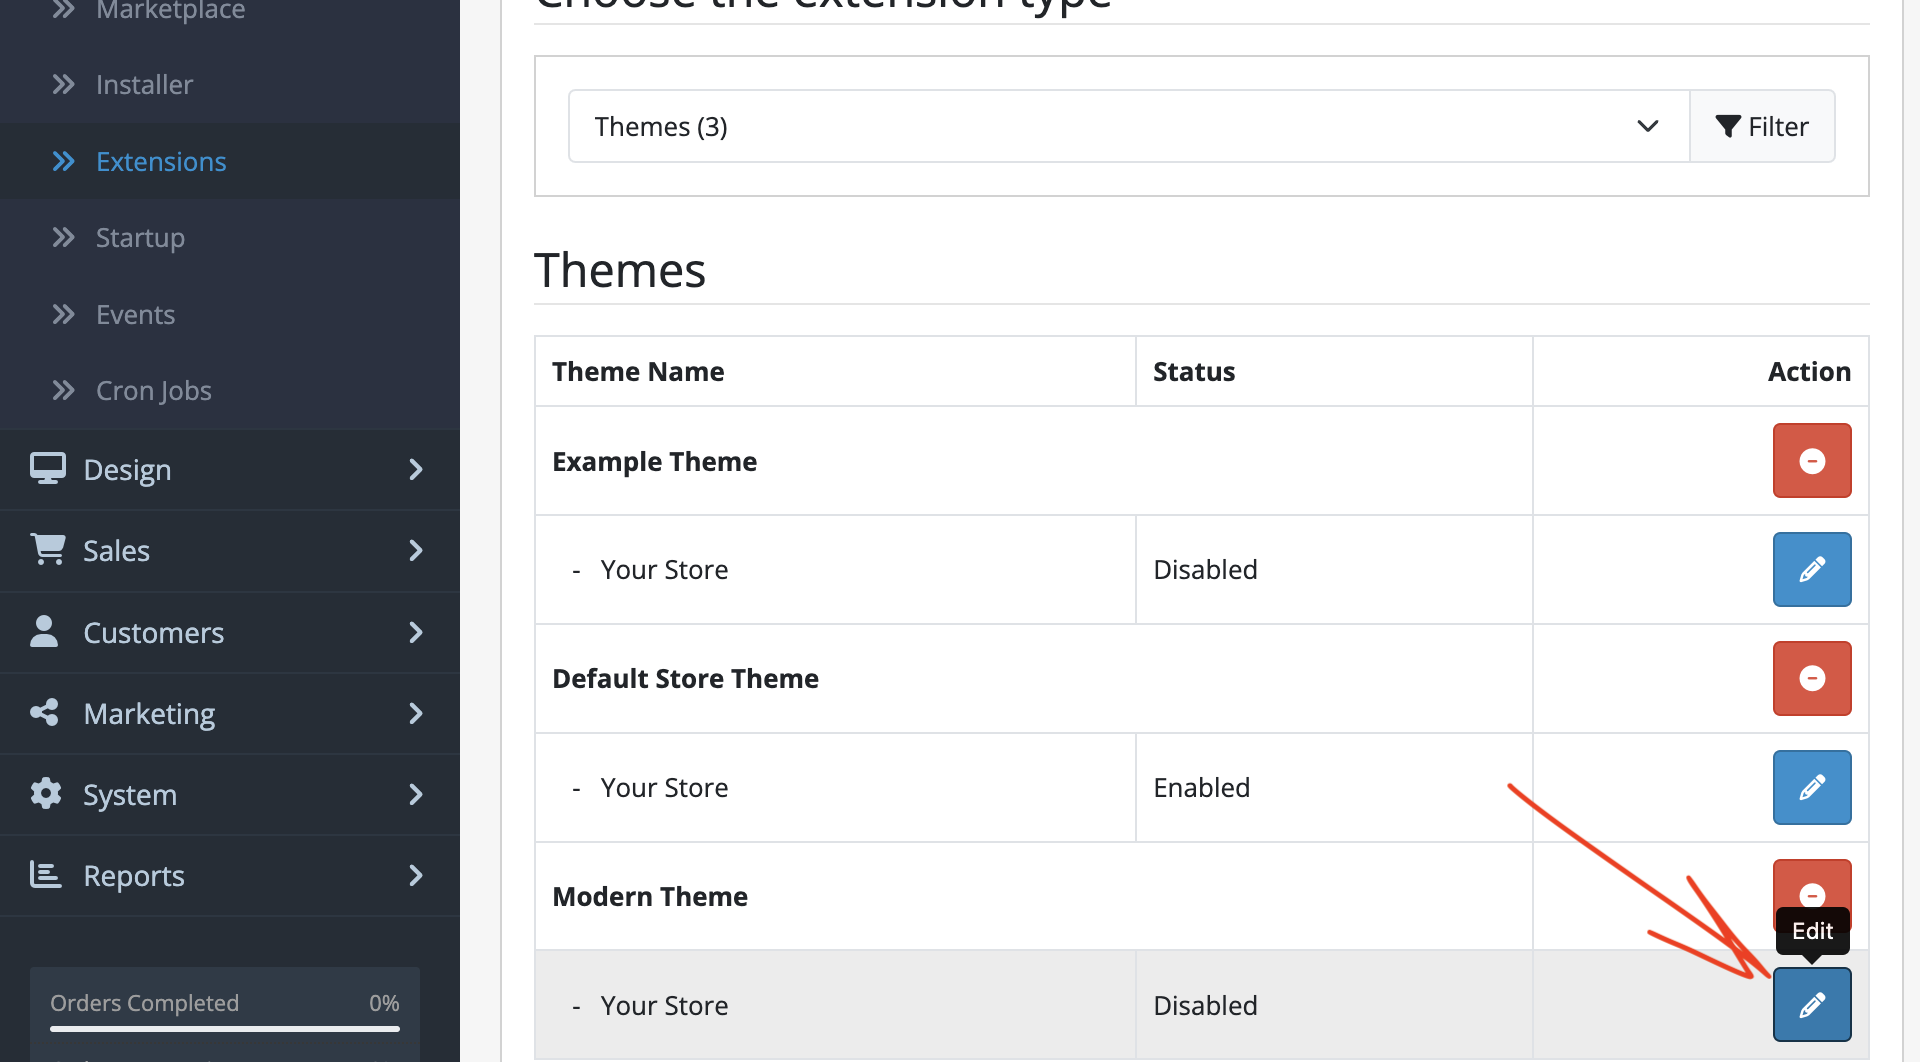 Marketplace
Installer
Extensions
Startup
Events
Cron Jobs
Design
Sales
Customers
Marketing
System
Reports
Orders Completed 0%
Choose the extension type
Themes (3)
Filter
Themes
Theme Name Status Action
Example Theme
- Your Store Disabled
Default Store Theme
- Your Store Enabled
Modern Theme
Edit
- Your Store Disabled